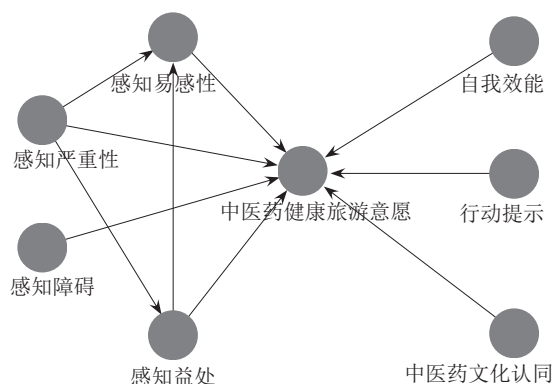 感知易感性
自我效能
感知严重性
中医药健康旅游意愿
行动提示
感知障碍
感知益处
中医药文化认同